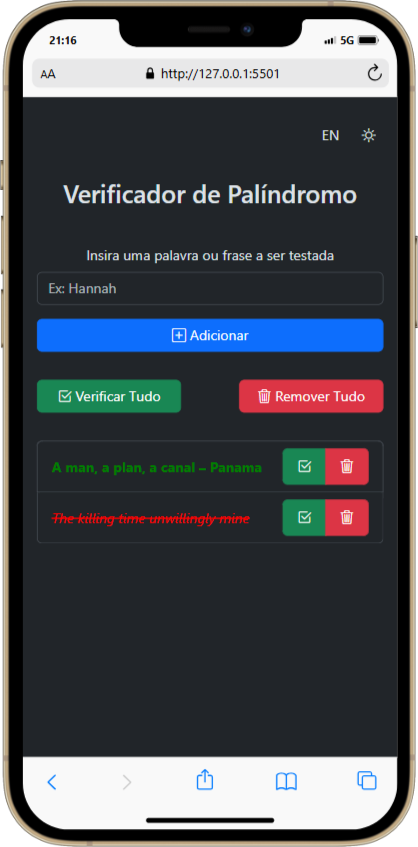 21:16
5G
AA
http://127.0.0.1:5501
EN
Verificador de Palíndromo
Insira uma palavra ou frase a ser testada
Ex: Hannah
Adicionar
Verificar Tudo
Remover Tudo
A man, a plan, a canal – Panama
The killing time unwillingly mine